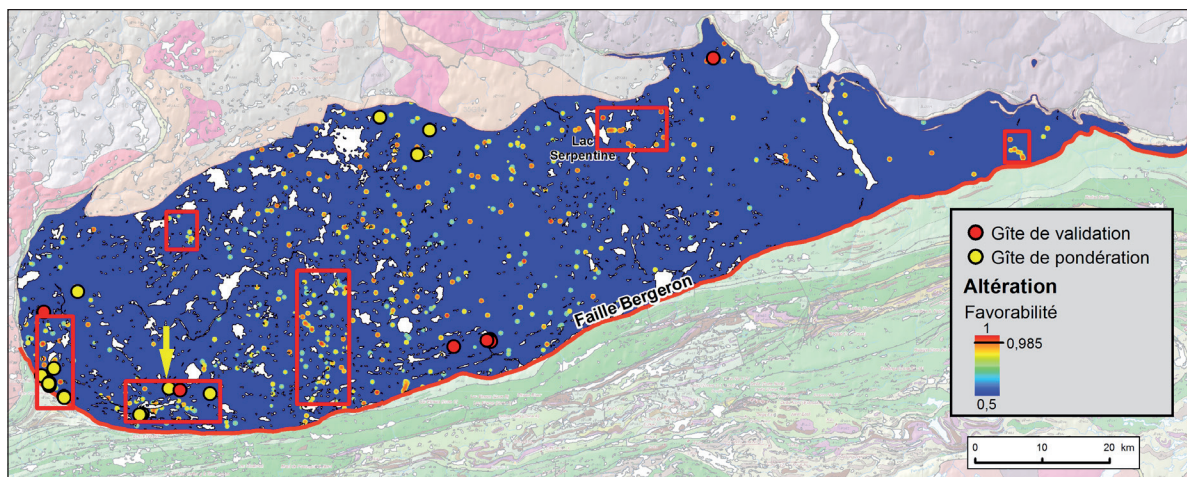 Lac
Serpentine
Faille Bergeron
Gîte de validation
Gîte de pondération
Altération
Favorabilité
1
0,985
0,5
0 10 20 km